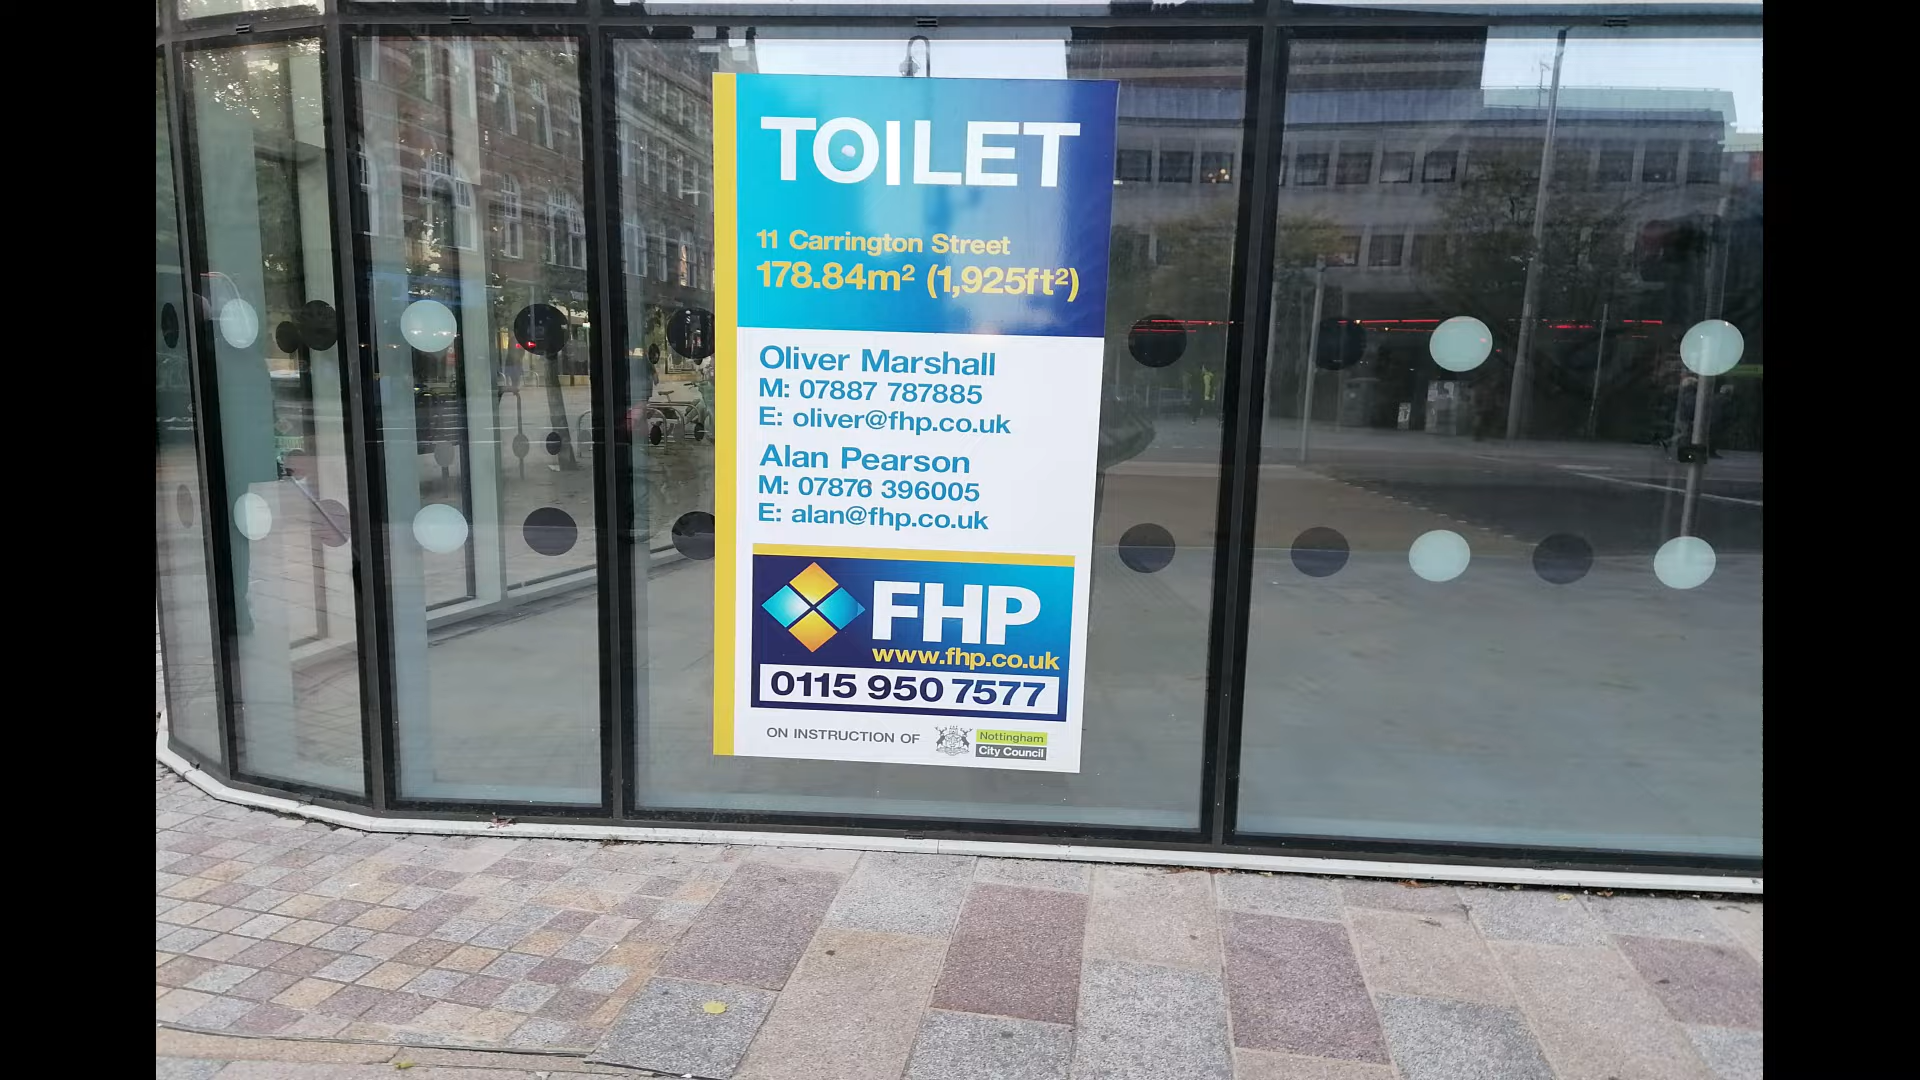 TOILET
11 Carrington Street
178.84m² (1,925ft²)
Oliver Marshall
M: 07887 787885
E: oliver@fhp.co.uk
Alan Pearson
M: 07876 396005
E: alan@fhp.co.uk
FHP
www.fhp.co.uk
0115 950 7577
ON INSTRUCTION OF Nottingham
City Council